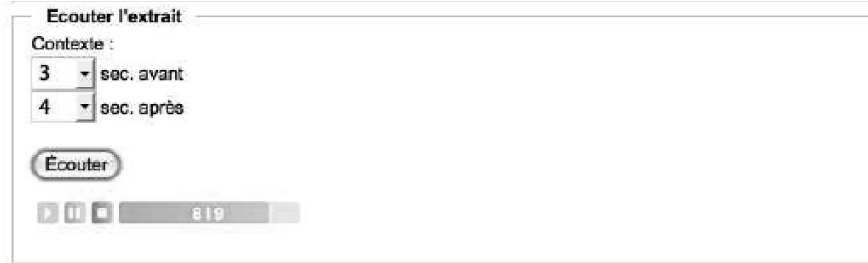 Ecouter l'extrait
Contexte :
3 sec. avant
4 sec. après
Écouter
819